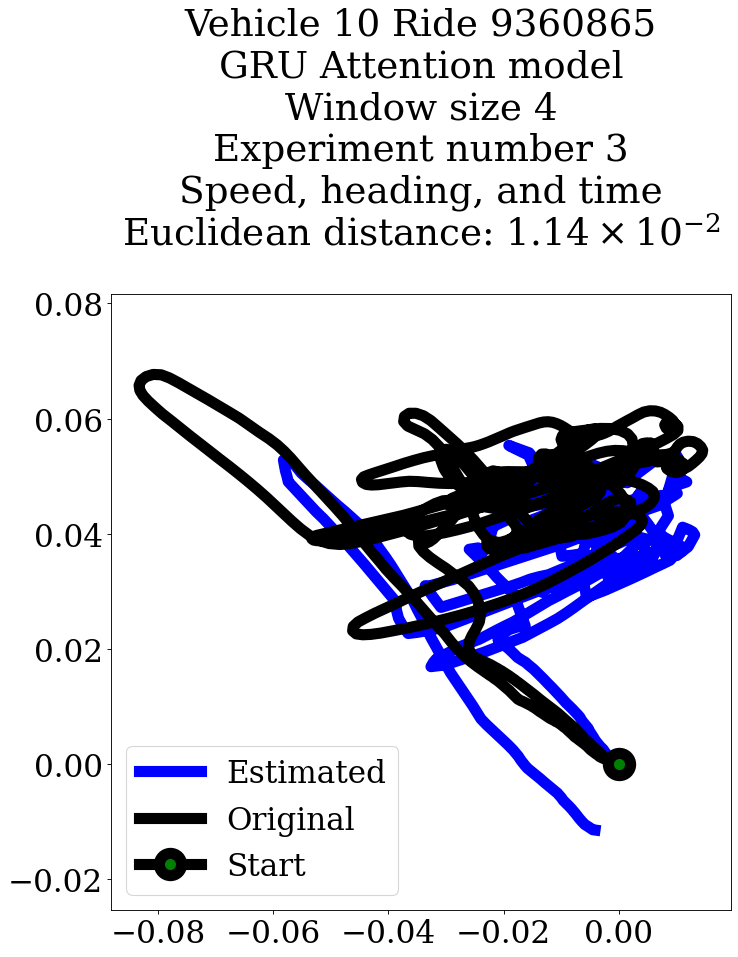 Vehicle 10 Ride 9360865
GRU Attention model
Window size 4
Experiment number 3
Speed, heading, and time
Euclidean distance: 1.14 × 10⁻²
0.08
0.06
0.04
0.02
0.00
−0.02
Estimated
Original
Start
−0.08 −0.06 −0.04 −0.02 0.00